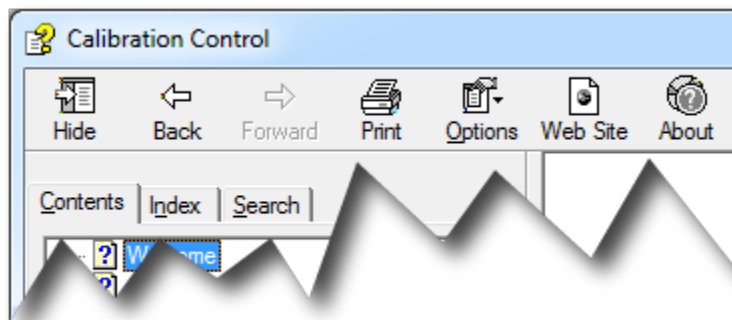 Calibration Control
Hide Back Forward Print Options Web Site About
Contents Index Search